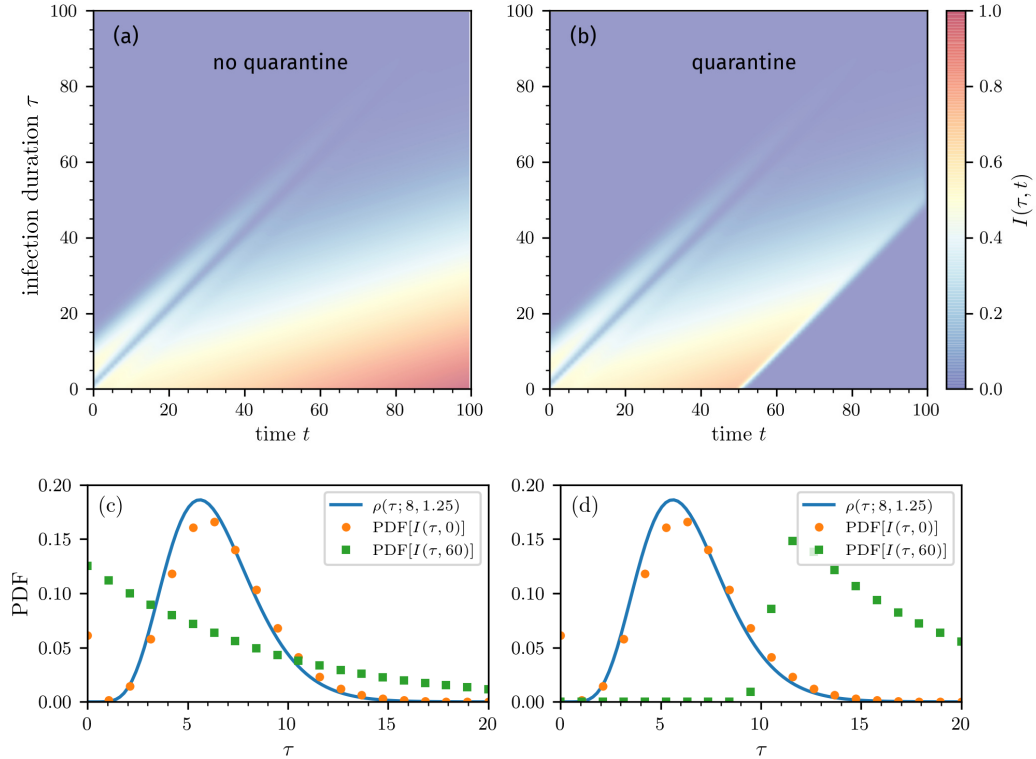 (a)
no quarantine
100
80
60
40
20
0
infection duration τ
0 20 40 60 80 100
time t
(b)
quarantine
100
80
60
40
20
0
0 20 40 60 80 100
time t
1.0
0.8
0.6
0.4
0.2
0.0
I(τ, t)
(c)
0.20
0.15
0.10
0.05
0.00
PDF
ρ(τ; 8, 1.25)
PDF[I(τ, 0)]
PDF[I(τ, 60)]
0 5 10 15 20
τ
(d)
0.20
0.15
0.10
0.05
0.00
ρ(τ; 8, 1.25)
PDF[I(τ, 0)]
PDF[I(τ, 60)]
0 5 10 15 20
τ